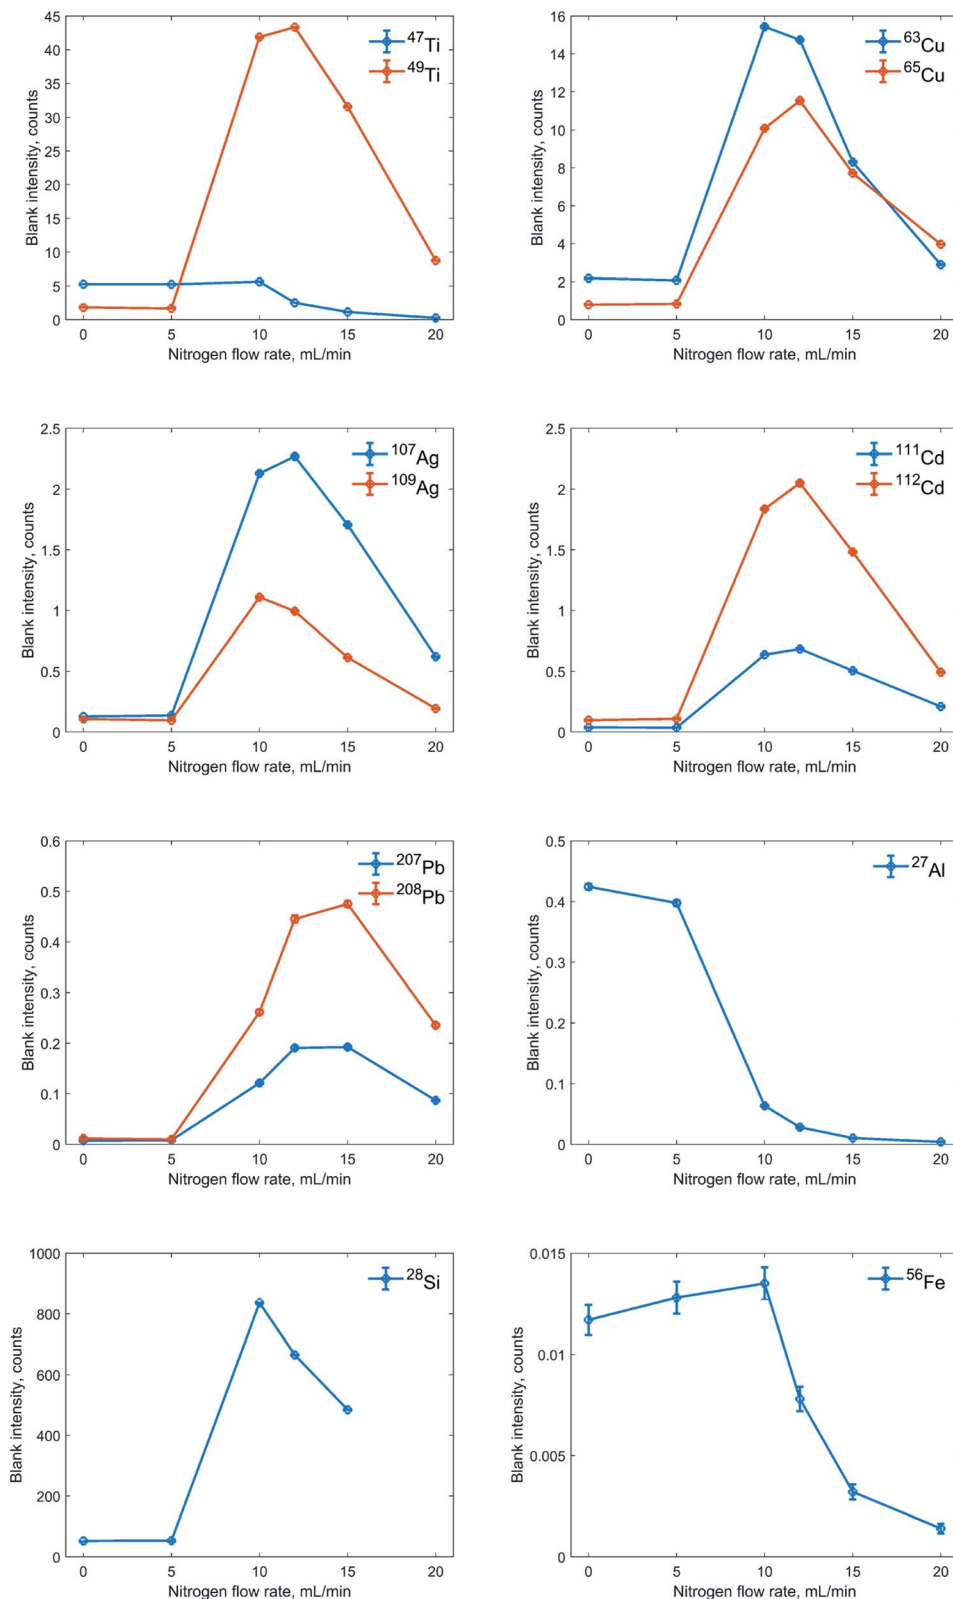 45
40
35
30
25
20
15
10
5
0
Blank intensity, counts
⁴⁷Ti
⁴⁹Ti
0 5 10 15 20
Nitrogen flow rate, mL/min
16
14
12
10
8
6
4
2
0
Blank intensity, counts
⁶³Cu
⁶⁵Cu
0 5 10 15 20
Nitrogen flow rate, mL/min
2.5
2
1.5
1
0.5
0
Blank intensity, counts
¹⁰⁷Ag
¹⁰⁹Ag
0 5 10 15 20
Nitrogen flow rate, mL/min
2.5
2
1.5
1
0.5
0
Blank intensity, counts
¹¹¹Cd
¹¹²Cd
0 5 10 15 20
Nitrogen flow rate, mL/min
0.6
0.5
0.4
0.3
0.2
0.1
0
Blank intensity, counts
²⁰⁷Pb
²⁰⁸Pb
0 5 10 15 20
Nitrogen flow rate, mL/min
0.5
0.4
0.3
0.2
0.1
0
Blank intensity, counts
²⁷Al
0 5 10 15 20
Nitrogen flow rate, mL/min
1000
800
600
400
200
0
Blank intensity, counts
²⁸Si
0 5 10 15 20
Nitrogen flow rate, mL/min
0.015
0.01
0.005
0
Blank intensity, counts
⁵⁶Fe
0 5 10 15 20
Nitrogen flow rate, mL/min